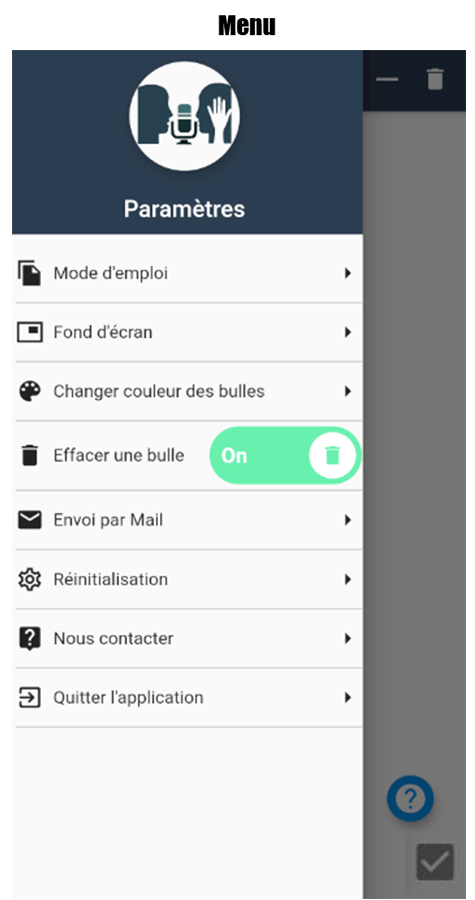 Menu
Paramètres
Mode d'emploi
Fond d'écran
Changer couleur des bulles
Effacer une bulle On
Envoi par Mail
Réinitialisation
Nous contacter
Quitter l'application